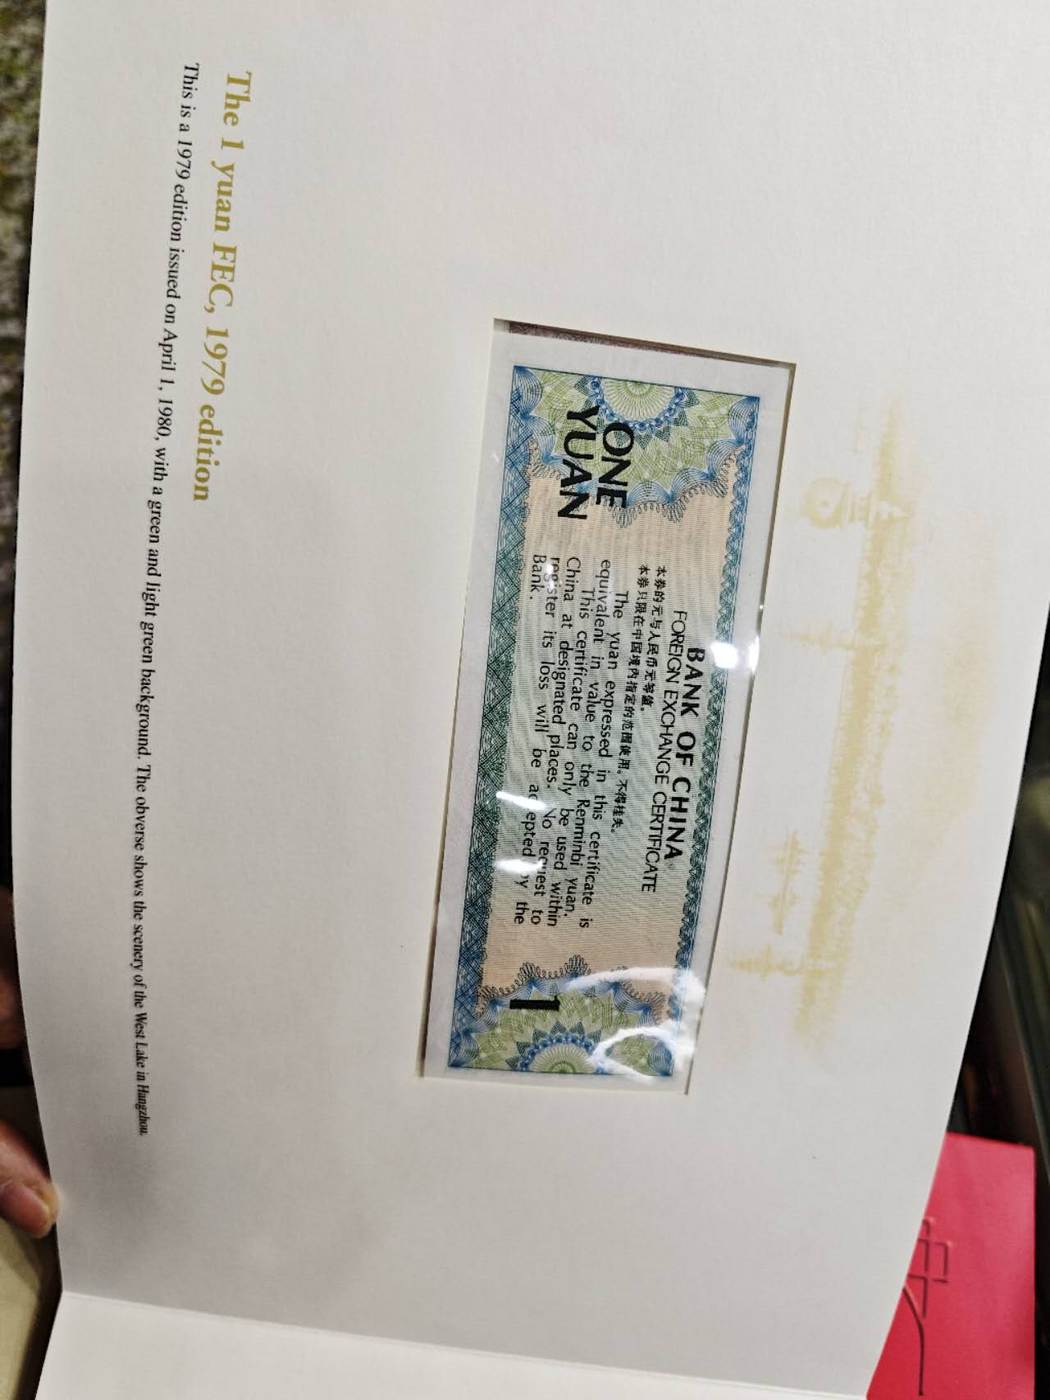 BANK OF CHINA
FOREIGN EXCHANGE CERTIFICATE
本券的元与人民币元等值。
本券只限在中国境内指定的范围使用。不得挂失。
The yuan expressed in this certificate is
equivalent in value to the Renminbi yuan.
This certificate can only be used within
China at designated places. No request to
register its loss will be accepted by the
Bank.
ONE
YUAN
1
The 1 yuan FEC, 1979 edition
This is a 1979 edition issued on April 1, 1980, with a green and light green background. The obverse shows the scenery of the West Lake in Hangzhou.